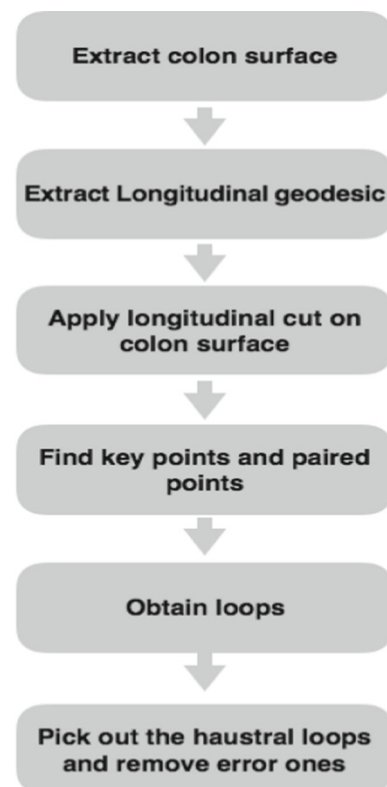 Extract colon surface
Extract Longitudinal geodesic
Apply longitudinal cut on
colon surface
Find key points and paired
points
Obtain loops
Pick out the haustral loops
and remove error ones